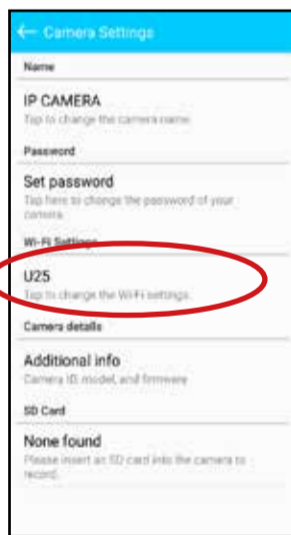 ← Camera Settings
Name
IP CAMERA
Tap to change the camera name
Password
Set password
Tap here to change the password of your
camera.
Wi-Fi Settings
U25
Tap to change the Wi-Fi settings.
Camera details
Additional info
Camera ID, model, and firmware
SD Card
None found
Please insert an SD card into the camera to
record.